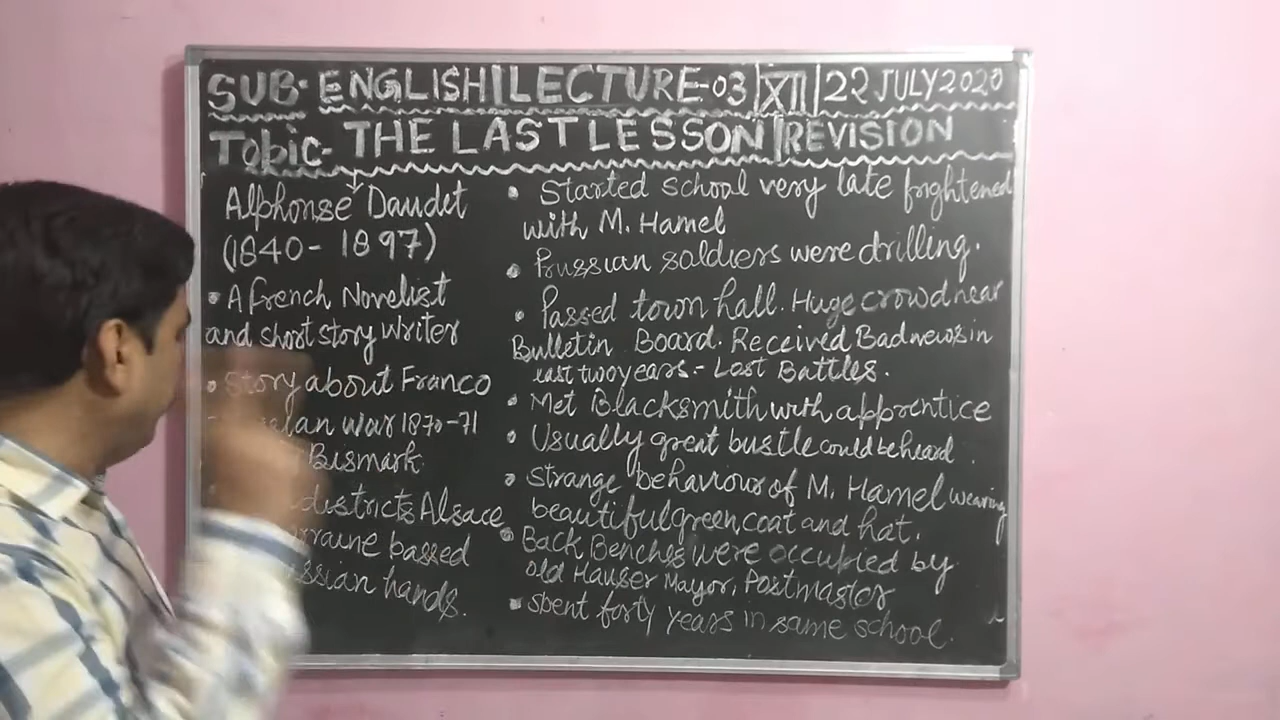 SUB- ENGLISH|LECTURE-03|XII|22 JULY2020
Topic- THE LAST LESSON|REVISION
Alphonse Daudet
(1840- 1897)
• A french Novelist
and short story writer
• story about Franco
war 1870-71
Bismark
districts Alsace
bassed
hands.
• Started school very late frightened
with M. Hamel
• Prussian soldiers were drilling.
• Passed town hall. Huge crowd near
Bulletin Board. Received Bad news in
last two years - Lost Battles.
• Met Blacksmith with apprentice
• Usually great bustle could be heard.
• strange behaviour of M. Hamel wearing
beautiful green, coat and hat.
• Back Benches were occupied by
old Hauser Mayor, Postmaster
• spent forty years in same school.